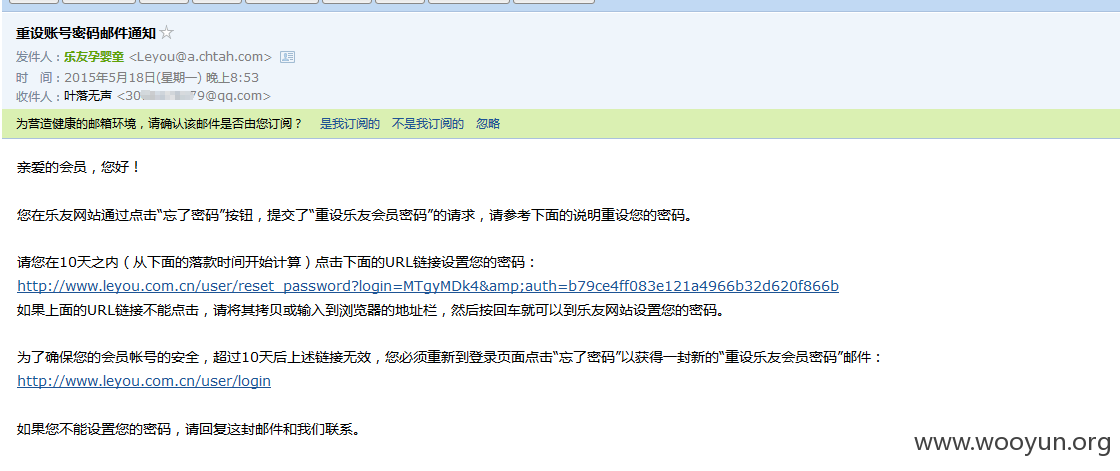 重设账号密码邮件通知
发件人：乐友孕婴童 <Leyou@a.chtah.com>
时 间：2015年5月18日(星期一) 晚上8:53
收件人：叶落无声 <30 79@qq.com>
为营造健康的邮箱环境，请确认该邮件是否由您订阅？ 是我订阅的 不是我订阅的 忽略
亲爱的会员，您好！
您在乐友网站通过点击“忘了密码”按钮，提交了“重设乐友会员密码”的请求，请参考下面的说明重设您的密码。
请您在10天之内（从下面的落款时间开始计算）点击下面的URL链接设置您的密码：
http://www.leyou.com.cn/user/reset_password?login=MTgyMDk4&amp;auth=b79ce4ff083e121a4966b32d620f866b
如果上面的URL链接不能点击，请将其拷贝或输入到浏览器的地址栏，然后按回车就可以到乐友网站设置您的密码。
为了确保您的会员帐号的安全，超过10天后上述链接无效，您必须重新到登录页面点击“忘了密码”以获得一封新的“重设乐友会员密码”邮件：
http://www.leyou.com.cn/user/login
如果您不能设置您的密码，请回复这封邮件和我们联系。
www.wooyun.org